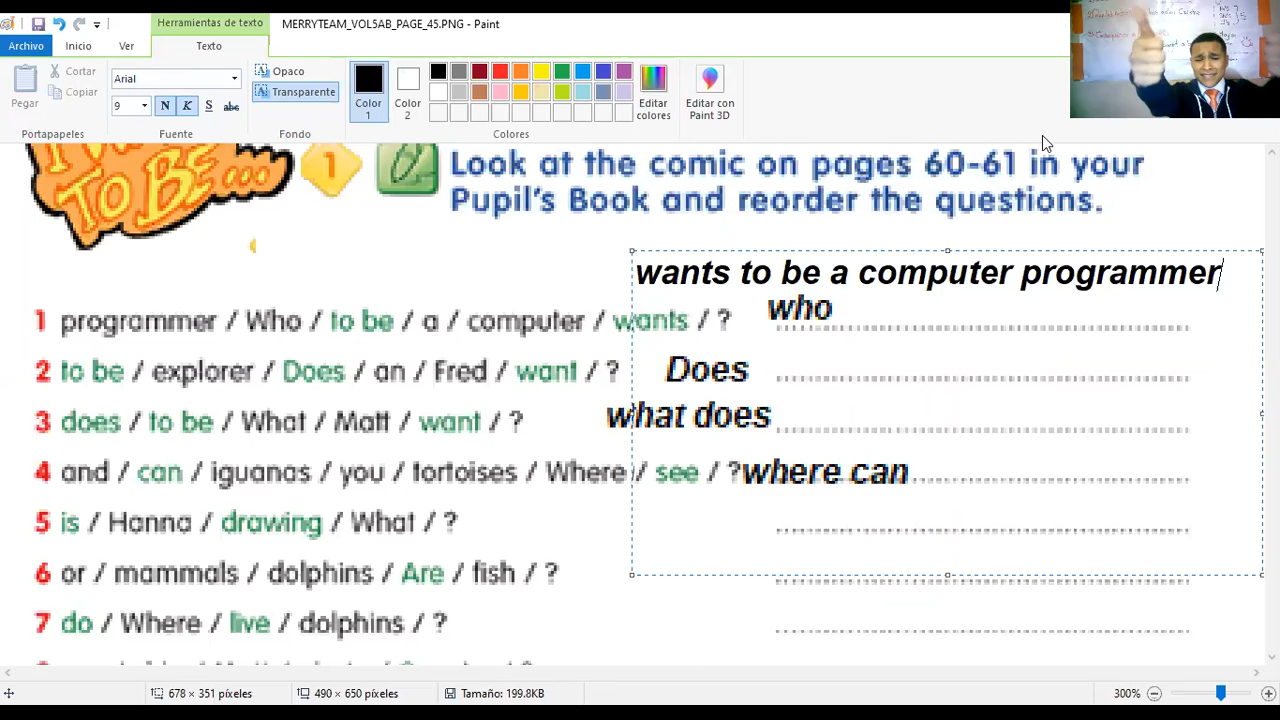 Herramientas de texto
MERRYTEAM_VOL5AB_PAGE_45.PNG - Paint
Archivo Inicio Ver Texto
Pegar
Cortar
Copiar
Portapapeles
Arial
9 N K S abc
Fuente
Opaco
Transparente
Fondo
Color 1
Color 2
Editar colores
Editar con Paint 3D
Colores
TO BE...
1 Look at the comic on pages 60-61 in your
Pupil's Book and reorder the questions.
wants to be a computer programmer
who
1 programmer / Who / to be / a / computer / wants / ?
2 to be / explorer / Does / an / Fred / want / ? Does
3 does / to be / What / Matt / want / ? what does
4 and / can / iguanas / you / tortoises / Where / see / ? where can
5 is / Hanna / drawing / What / ?
6 or / mammals / dolphins / Are / fish / ?
7 do / Where / live / dolphins / ?
678 × 351 píxeles
490 × 650 píxeles
Tamaño: 199.8KB
300%